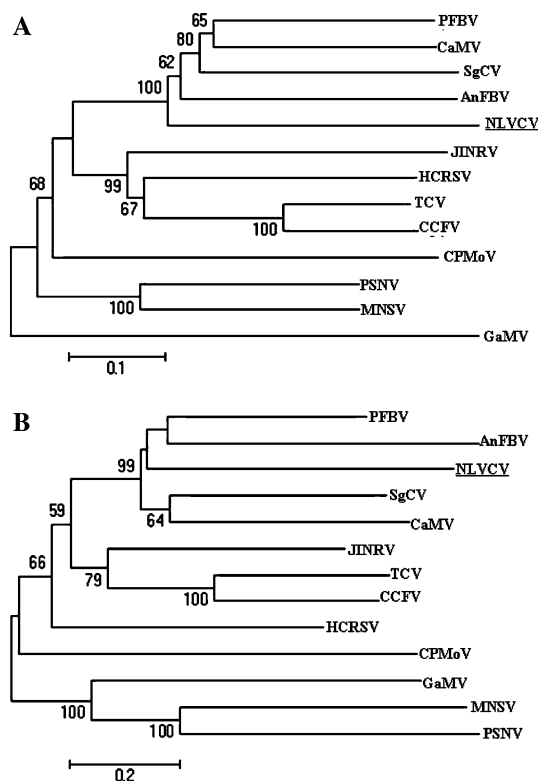 A
65
PFBV
80
CaMV
62
SgCV
100
AnFBV
NLVCV
JINRV
99
HCRSV
68
67
TCV
100
CCFV
CPMoV
PSNV
100
MNSV
GaMV
0.1
B
PFBV
AnFBV
99
NLVCV
SgCV
59
64
CaMV
JINRV
66
79
TCV
100
CCFV
HCRSV
CPMoV
GaMV
100
MNSV
100
PSNV
0.2